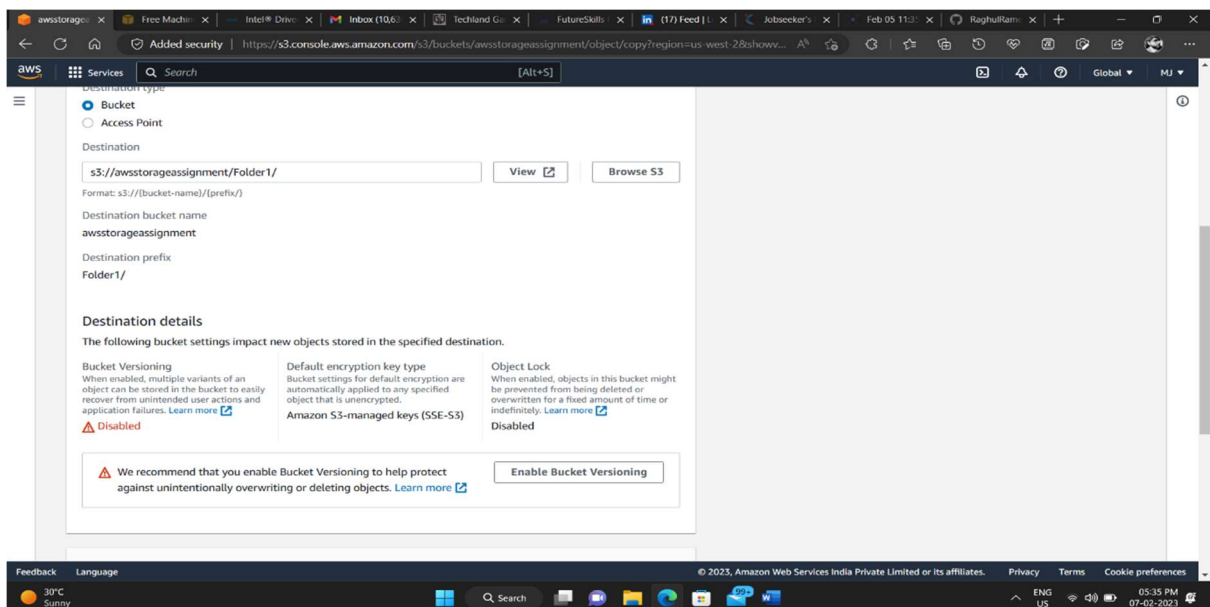 awsstorage
Free Machin
Intel® Drive
Inbox (10,63
Techland Ga
FutureSkills
(17) Feed | L
Jobseeker's
Feb 05 11:3
RaghulRam
Added security | https://s3.console.aws.amazon.com/s3/buckets/awsstorageassignment/object/copy?region=us-west-2&showv...
aws
Services
Search
[Alt+S]
Global
MJ
Destination type
Bucket
Access Point
Destination
s3://awsstorageassignment/Folder1/
View
Browse S3
Format: s3://{bucket-name}/{prefix/}
Destination bucket name
awsstorageassignment
Destination prefix
Folder1/
Destination details
The following bucket settings impact new objects stored in the specified destination.
Bucket Versioning
When enabled, multiple variants of an
object can be stored in the bucket to easily
recover from unintended user actions and
application failures. Learn more
Disabled
Default encryption key type
Bucket settings for default encryption are
automatically applied to any specified
object that is unencrypted.
Amazon S3-managed keys (SSE-S3)
Object Lock
When enabled, objects in this bucket might
be prevented from being deleted or
overwritten for a fixed amount of time or
indefinitely. Learn more
Disabled
We recommend that you enable Bucket Versioning to help protect
against unintentionally overwriting or deleting objects. Learn more
Enable Bucket Versioning
Feedback
Language
© 2023, Amazon Web Services India Private Limited or its affiliates.
Privacy
Terms
Cookie preferences
30°C
Sunny
Search
99+
ENG
US
05:35 PM
07-02-2023